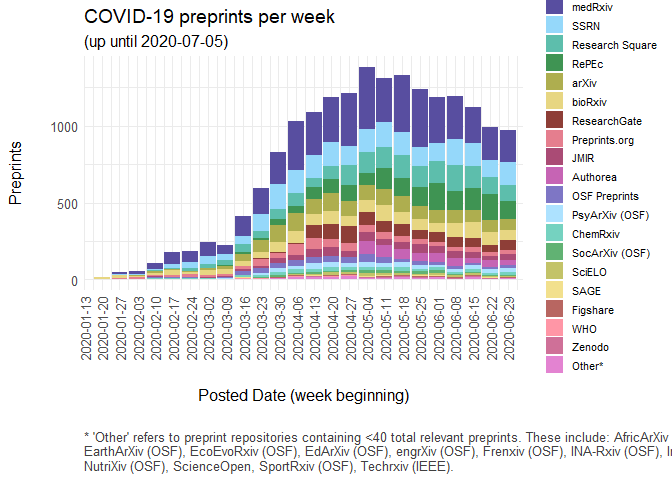 COVID-19 preprints per week
(up until 2020-07-05)
Preprints
1000
500
0
2020-01-13
2020-01-20
2020-01-27
2020-02-03
2020-02-10
2020-02-17
2020-02-24
2020-03-02
2020-03-09
2020-03-16
2020-03-23
2020-03-30
2020-04-06
2020-04-13
2020-04-20
2020-04-27
2020-05-04
2020-05-11
2020-05-18
2020-05-25
2020-06-01
2020-06-08
2020-06-15
2020-06-22
2020-06-29
Posted Date (week beginning)
medRxiv
SSRN
Research Square
RePEc
arXiv
bioRxiv
ResearchGate
Preprints.org
JMIR
Authorea
OSF Preprints
PsyArXiv (OSF)
ChemRxiv
SocArXiv (OSF)
SciELO
SAGE
Figshare
WHO
Zenodo
Other*
* 'Other' refers to preprint repositories containing <40 total relevant preprints. These include: AfricArXiv
EarthArXiv (OSF), EcoEvoRxiv (OSF), EdArXiv (OSF), engrXiv (OSF), Frenxiv (OSF), INA-Rxiv (OSF),
NutriXiv (OSF), ScienceOpen, SportRxiv (OSF), Techrxiv (IEEE).